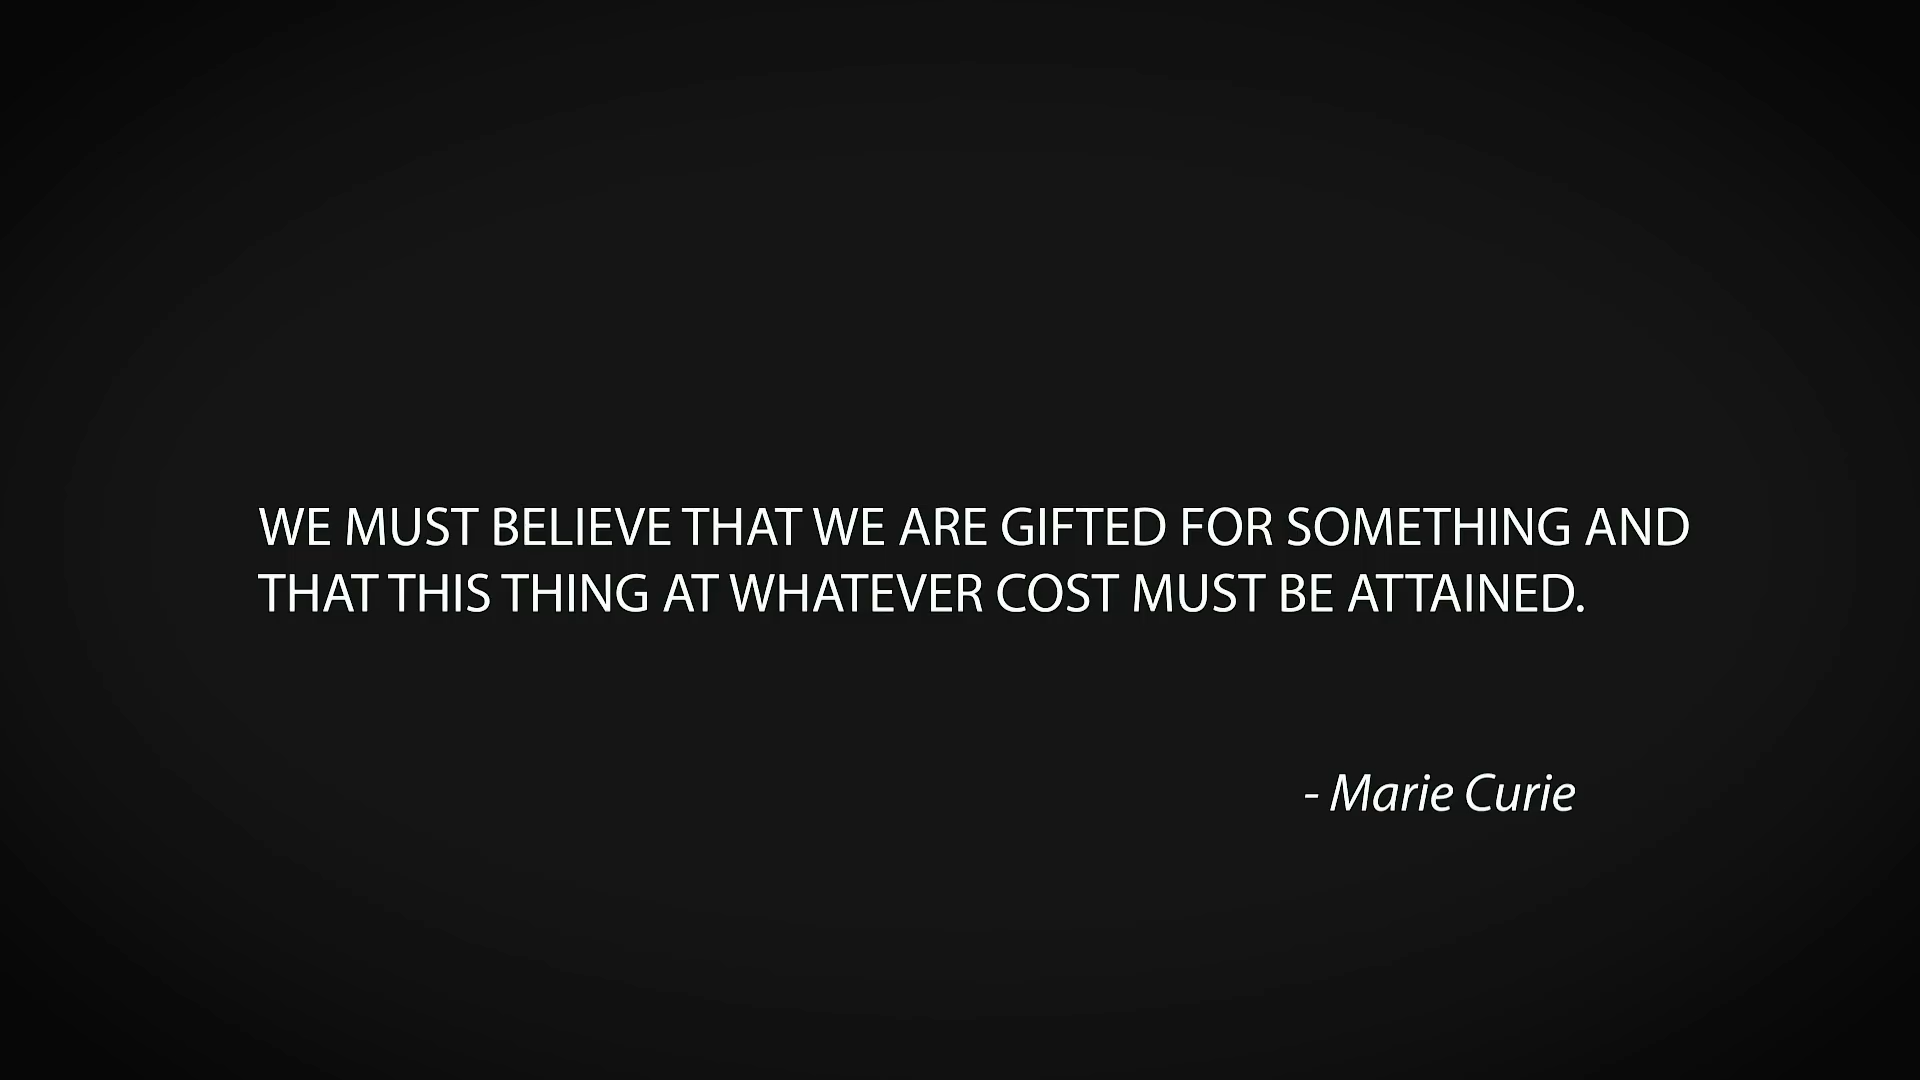 WE MUST BELIEVE THAT WE ARE GIFTED FOR SOMETHING AND
THAT THIS THING AT WHATEVER COST MUST BE ATTAINED.
- Marie Curie